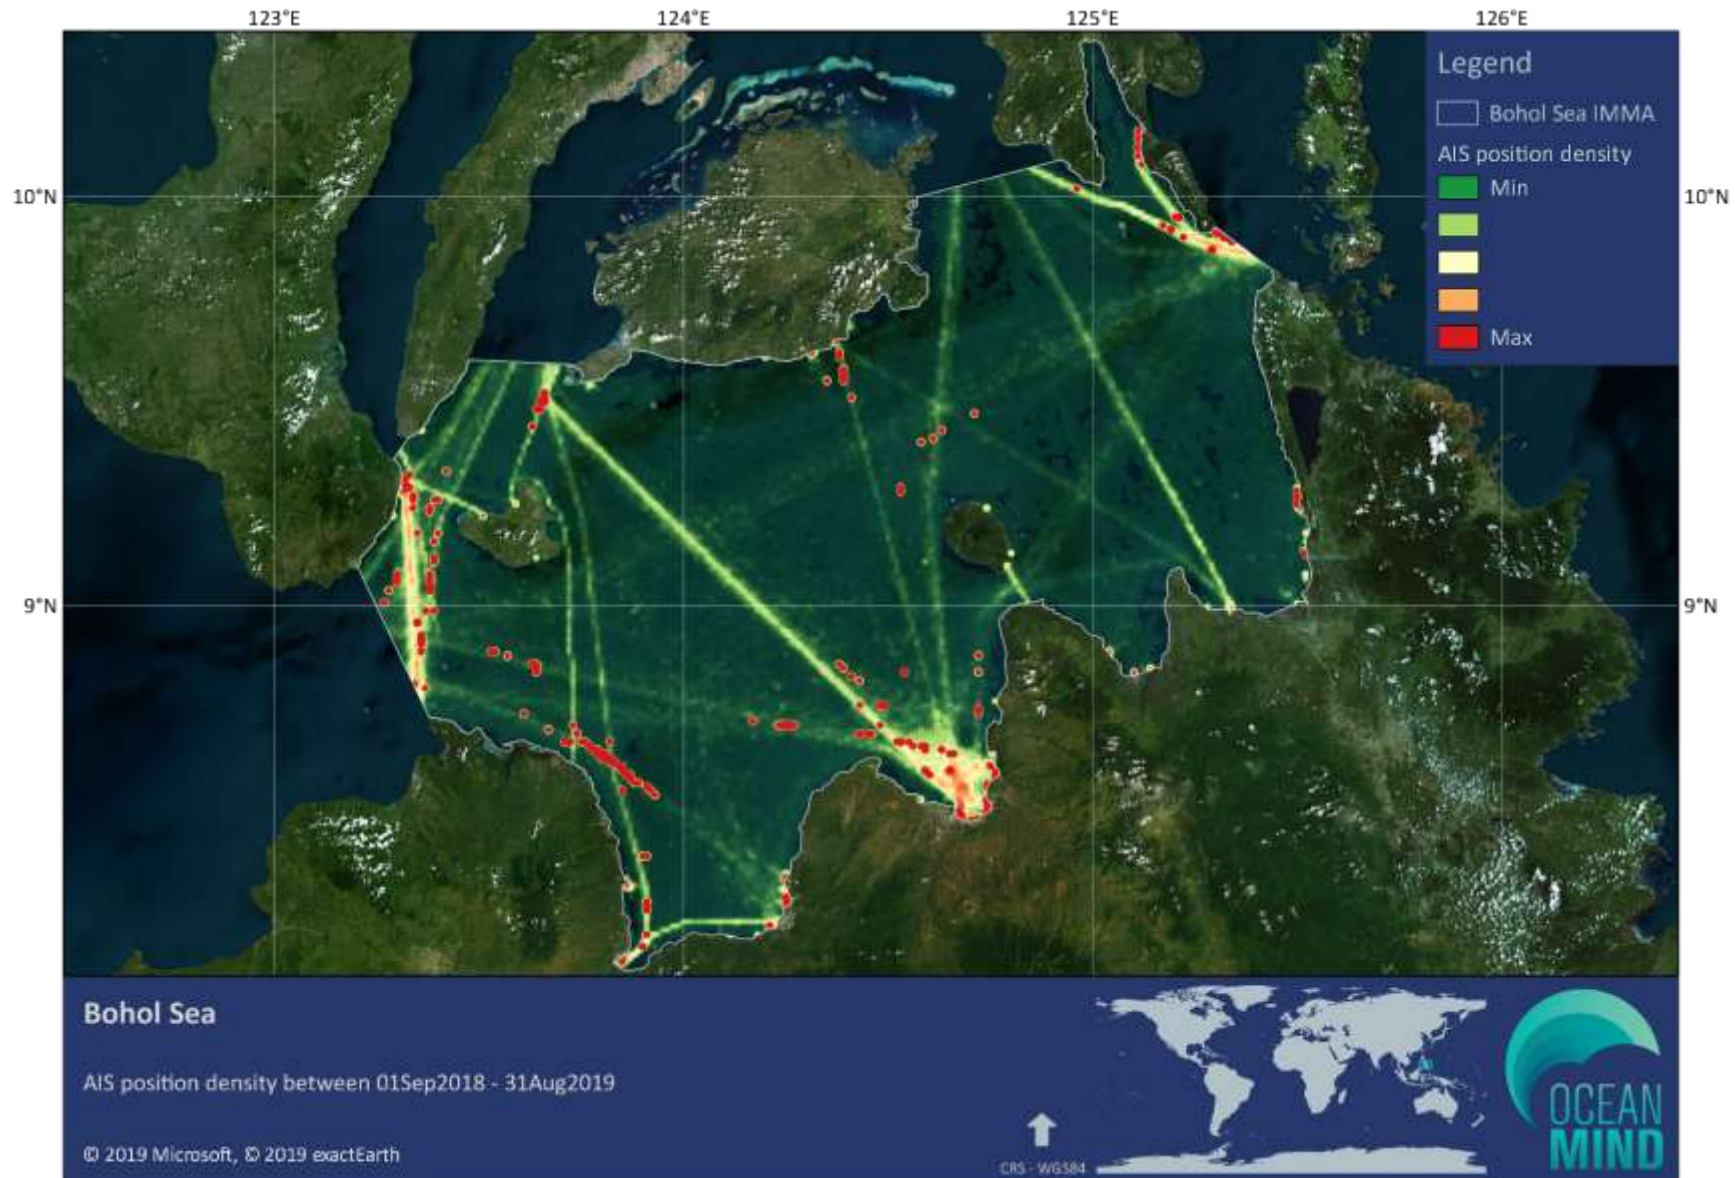 123°E
124°E
125°E
126°E
Legend
Bohol Sea IMMA
AIS position density
Min
Max
10°N
10°N
9°N
9°N
Bohol Sea
AIS position density between 01Sep2018 - 31Aug2019
© 2019 Microsoft, © 2019 exactEarth
CRS - WGS84
OCEAN
MIND